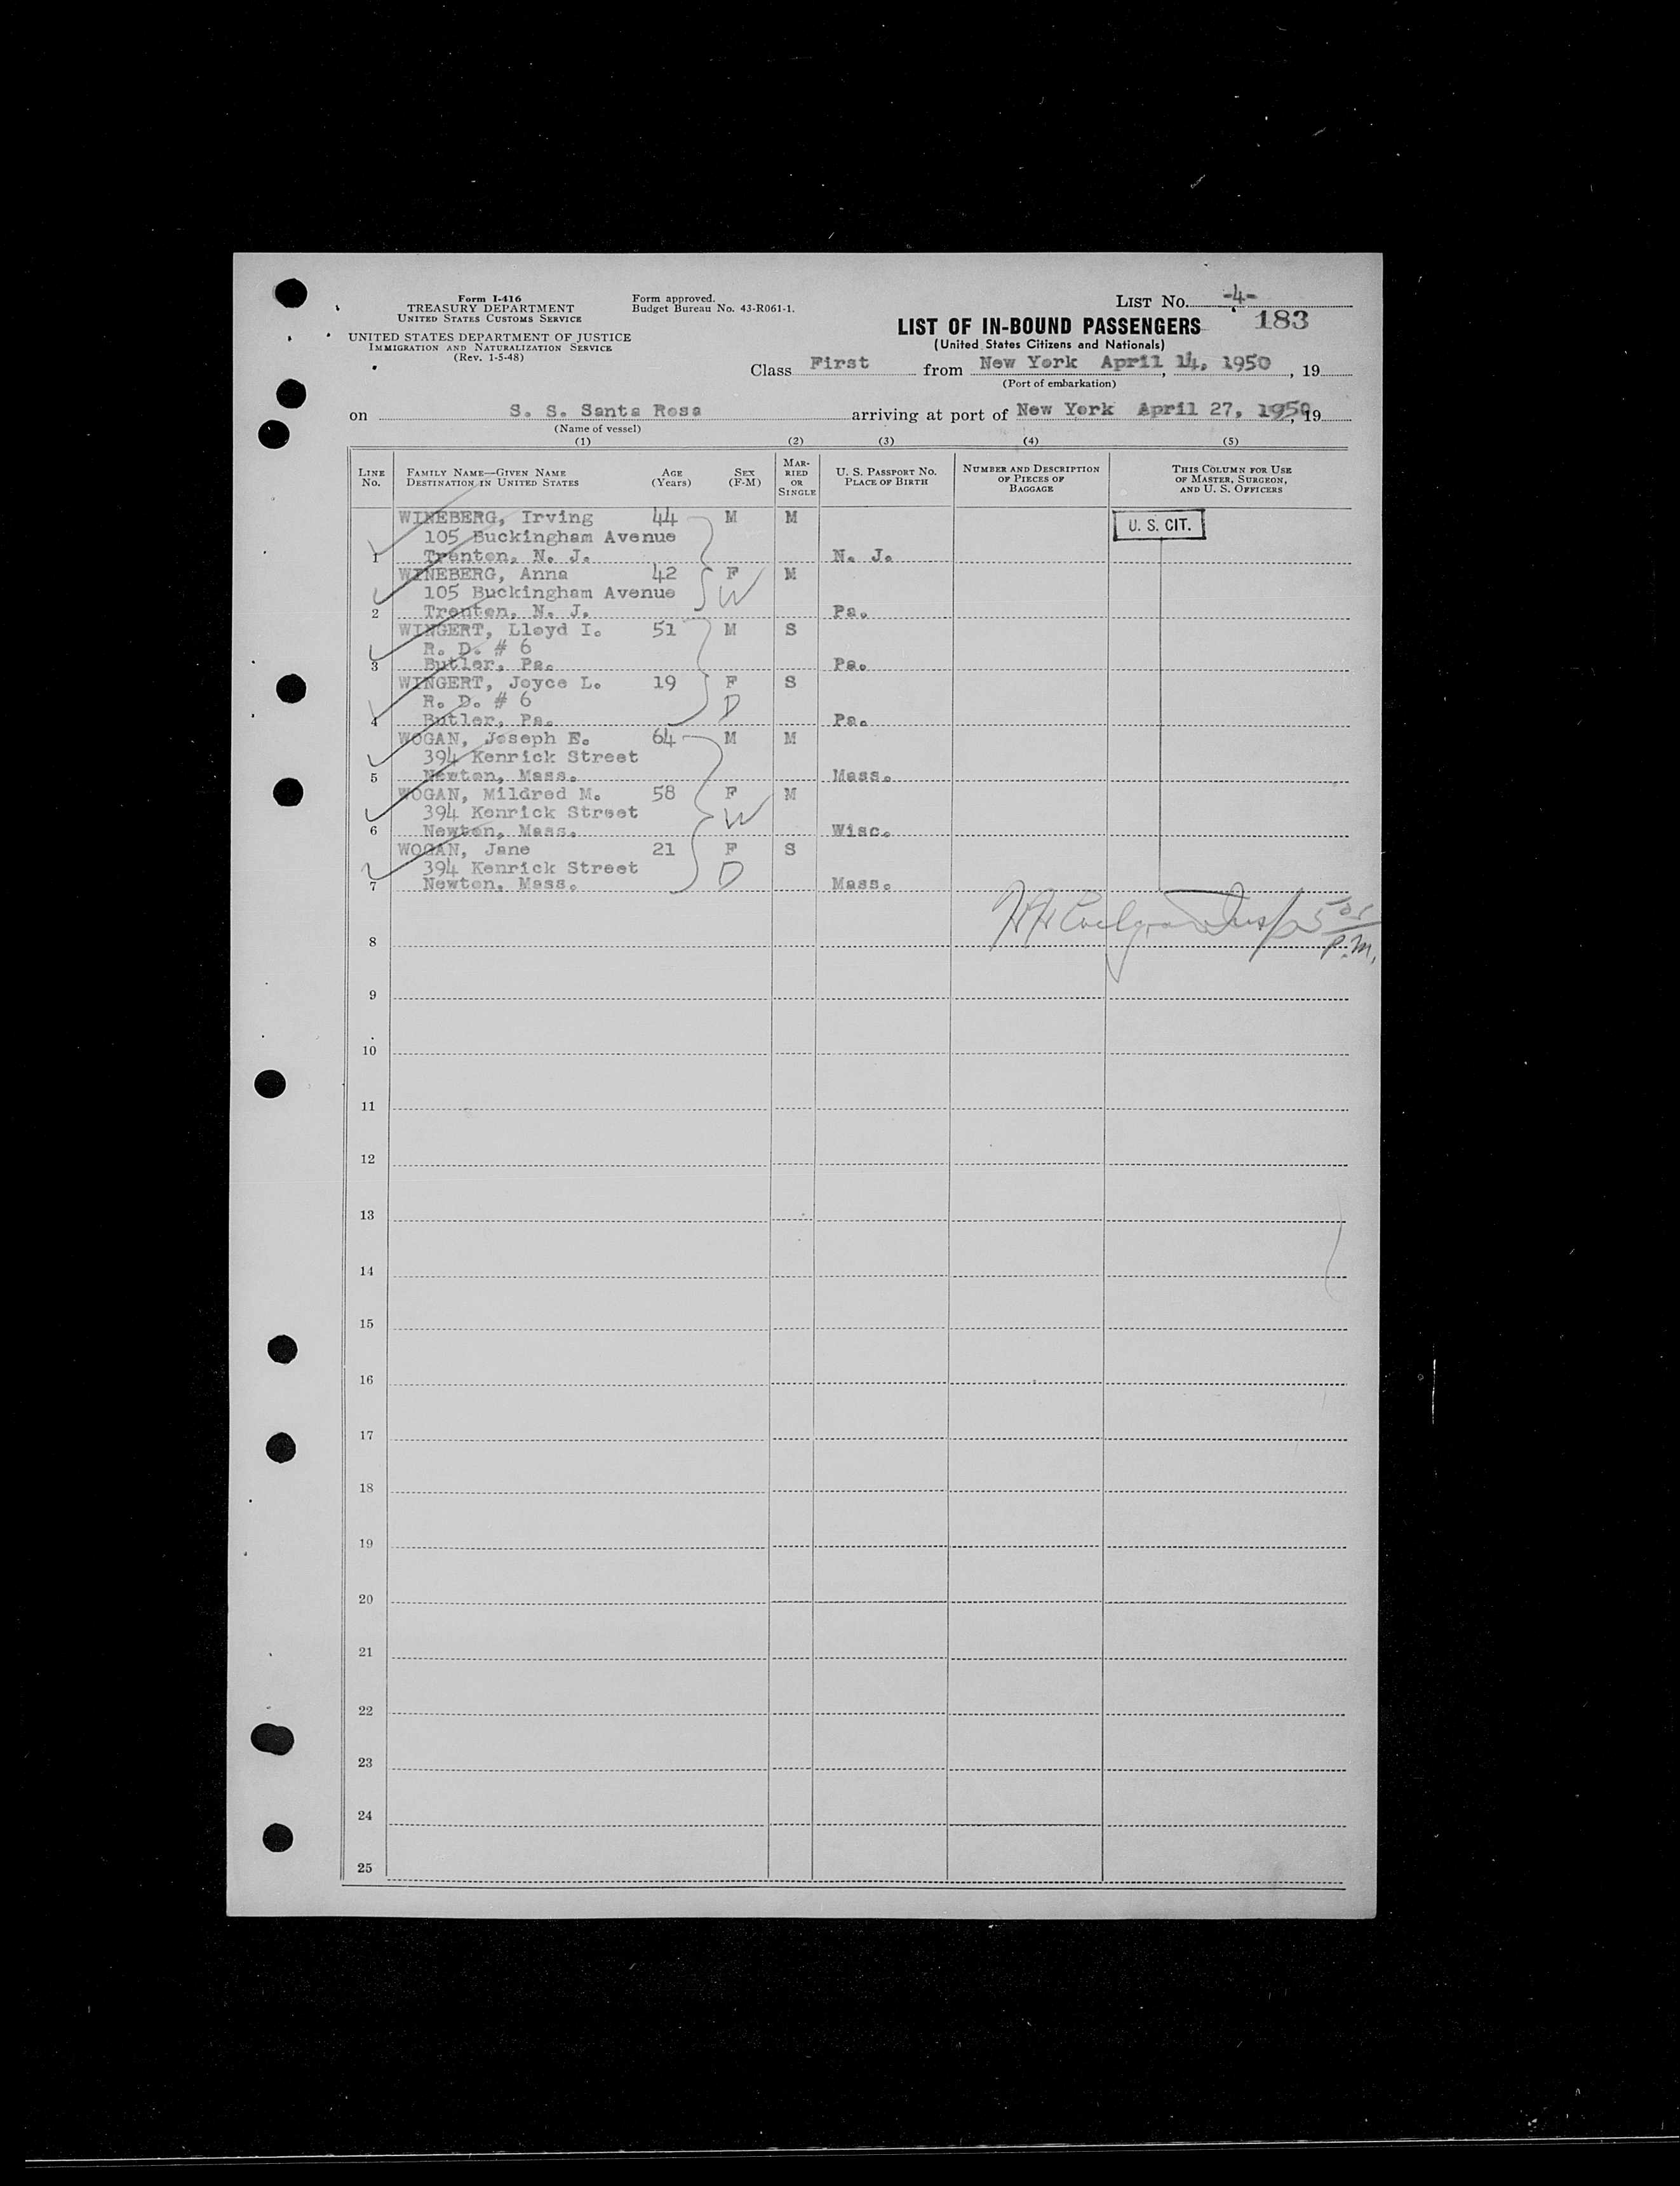 Form I-416
TREASURY DEPARTMENT
UNITED STATES CUSTOMS SERVICE
UNITED STATES DEPARTMENT OF JUSTICE
IMMIGRATION AND NATURALIZATION SERVICE
(Rev. 1-5-48)
Form approved.
Budget Bureau No. 43-R061-1.
LIST NO. -4-
183
LIST OF IN-BOUND PASSENGERS
(United States Citizens and Nationals)
Class First from New York April 14, 1950, 19
(Port of embarkation)
on S. S. Santa Rosa arriving at port of New York April 27, 1950, 19
(Name of vessel)
(1) (2) (3) (4) (5)
LINE NO. FAMILY NAME—GIVEN NAME DESTINATION IN UNITED STATES AGE (Years) SEX (F-M) MARRIED OR SINGLE U. S. PASSPORT NO. PLACE OF BIRTH NUMBER AND DESCRIPTION OF PIECES OF BAGGAGE THIS COLUMN FOR USE OF MASTER, SURGEON, AND U. S. OFFICERS
WINEBERG, Irving 44 M M U. S. CIT.
105 Buckingham Avenue
1 Trenton, N. J. N. J.
WINEBERG, Anna 42 F M
105 Buckingham Avenue W
2 Trenton, N. J. Pa.
WINGERT, Lloyd I. 51 M S
R. D. # 6
3 Butler, Pa. Pa.
WINGERT, Joyce L. 19 F S
R. D. # 6 D
4 Butler, Pa. Pa.
WOGAN, Joseph E. 64 M M
394 Kenrick Street
5 Newton, Mass. Mass.
WOGAN, Mildred M. 58 F M
394 Kenrick Street W
6 Newton, Mass. Wisc.
WOGAN, Jane 21 F S
394 Kenrick Street D
7 Newton, Mass. Mass.
Insp 5 05
8 P.M.
9
10
11
12
13
14
15
16
17
18
19
20
21
22
23
24
25